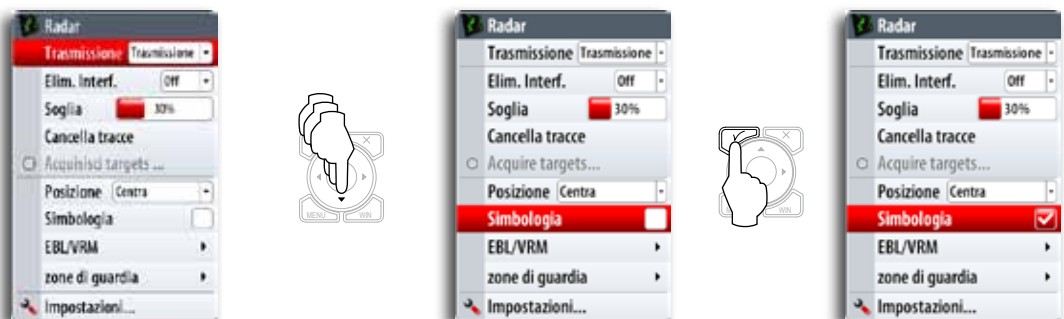 Radar
Trasmissione Trasmissione
Elim. Interf. Off
Soglia 30%
Cancella tracce
Acquisisci targets ...
Posizione Centra
Simbologia
EBL/VRM
zone di guardia
Impostazioni...
MENU WIN
Radar
Trasmissione Trasmissione
Elim. Interf. Off
Soglia 30%
Cancella tracce
Acquire targets...
Posizione Centra
Simbologia
EBL/VRM
zone di guardia
Impostazioni...
WIN
Radar
Trasmissione Trasmissione
Elim. Interf. Off
Soglia 30%
Cancella tracce
Acquire targets...
Posizione Centra
Simbologia
EBL/VRM
zone di guardia
Impostazioni...